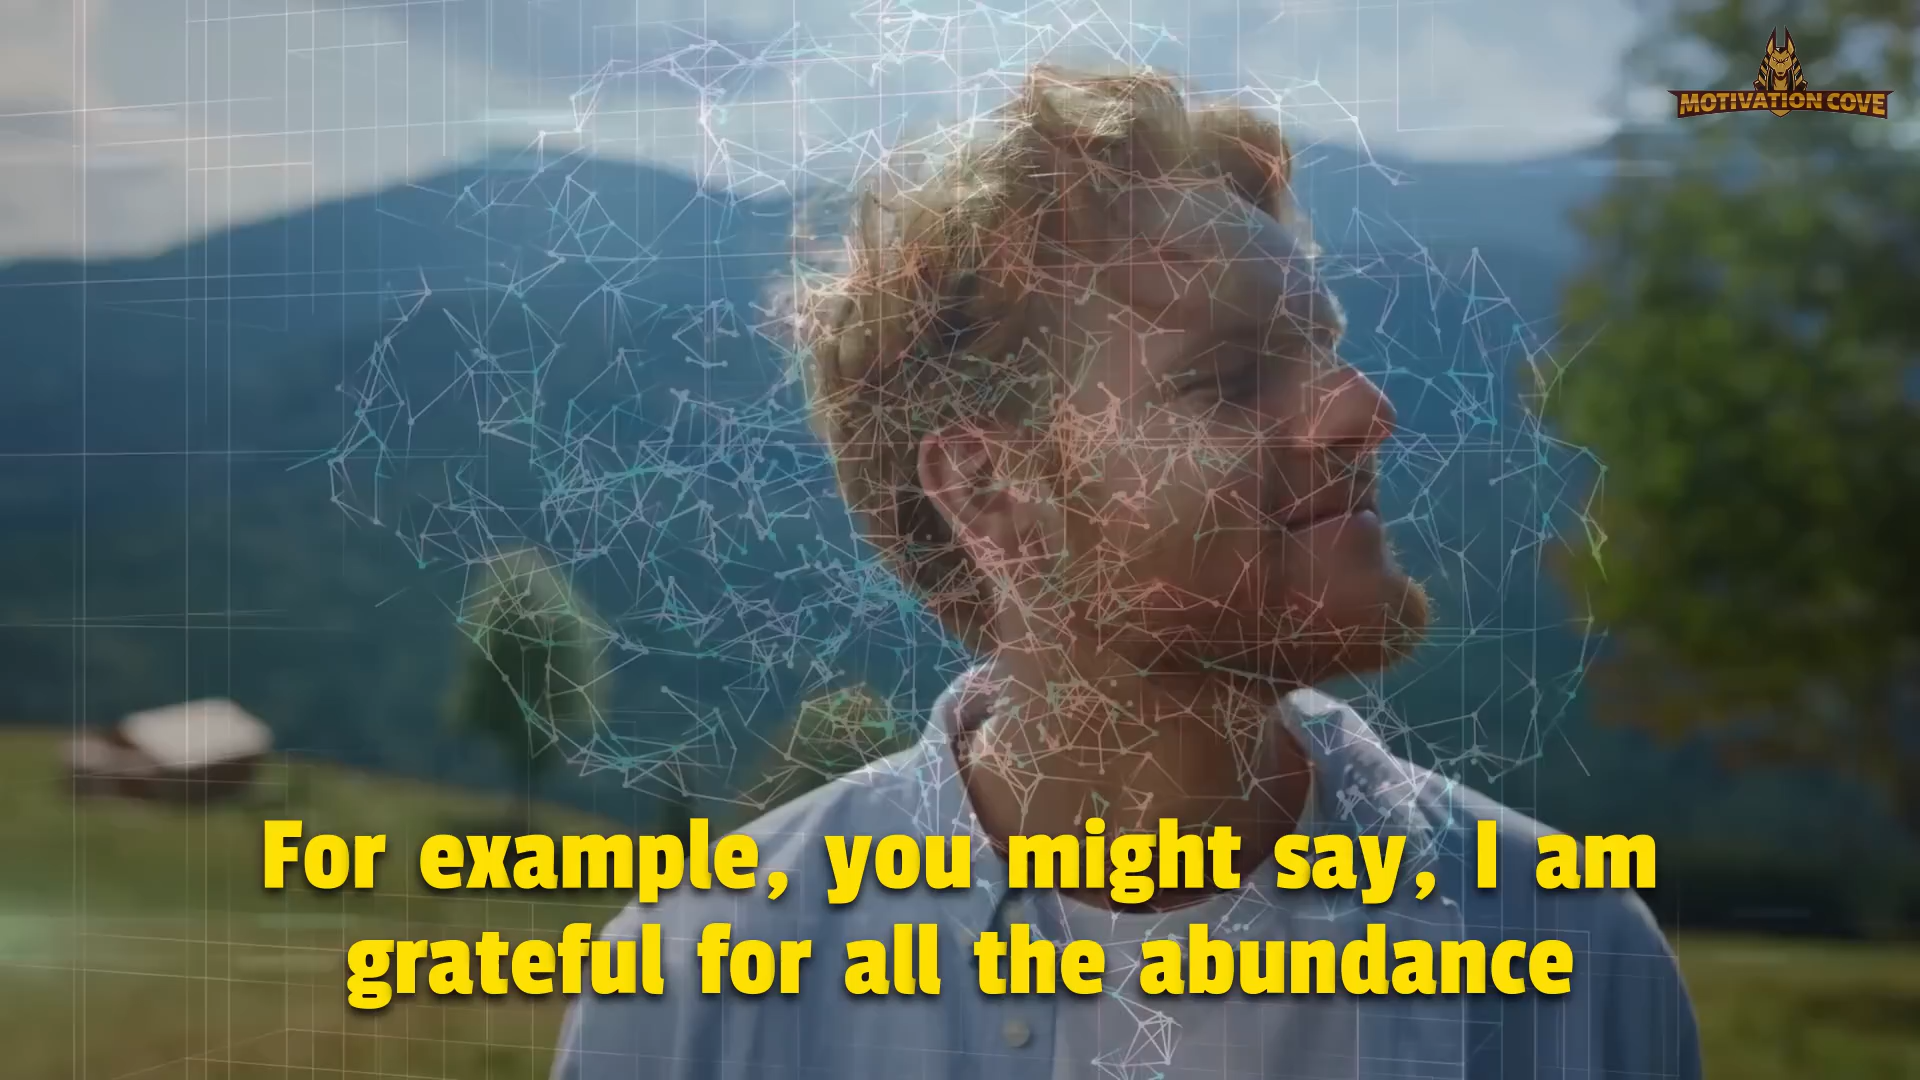 MOTIVATION COVE
For example, you might say, I am
grateful for all the abundance